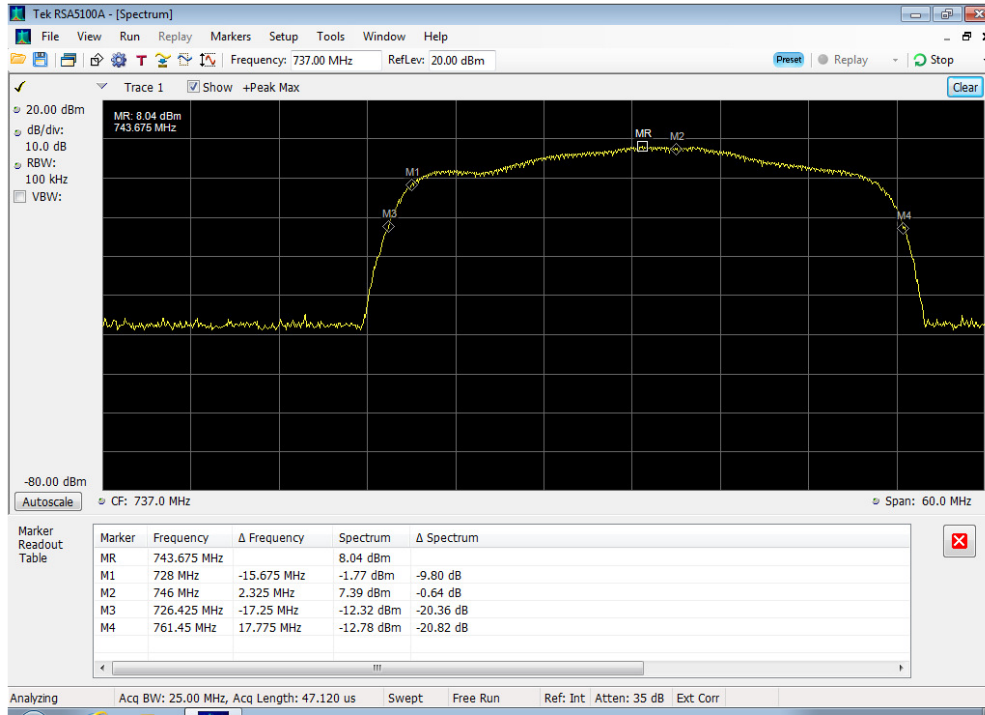 Tek RSA5100A - [Spectrum]
File View Run Replay Markers Setup Tools Window Help
T Frequency: 737.00 MHz RefLev: 20.00 dBm Preset Replay Stop
Trace 1 Show +Peak Max Clear
20.00 dBm
dB/div:
10.0 dB
RBW:
100 kHz
VBW:
MR: 8.04 dBm
743.675 MHz
MR
M2
M1
M3
M4
-80.00 dBm
Autoscale CF: 737.0 MHz Span: 60.0 MHz
Marker
Readout
Table
Marker Frequency Δ Frequency Spectrum Δ Spectrum
MR 743.675 MHz 8.04 dBm
M1 728 MHz -15.675 MHz -1.77 dBm -9.80 dB
M2 746 MHz 2.325 MHz 7.39 dBm -0.64 dB
M3 726.425 MHz -17.25 MHz -12.32 dBm -20.36 dB
M4 761.45 MHz 17.775 MHz -12.78 dBm -20.82 dB
Analyzing Acq BW: 25.00 MHz, Acq Length: 47.120 us Swept Free Run Ref: Int Atten: 35 dB Ext Corr